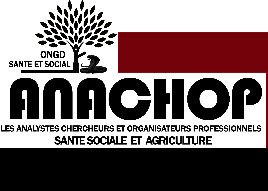 ONGD
SANTE ET SOCIAL
ANACHOP
LES ANALYSTES CHERCHEURS ET ORGANISATEURS PROFESSIONNELS
SANTE SOCIALE ET AGRICULTURE